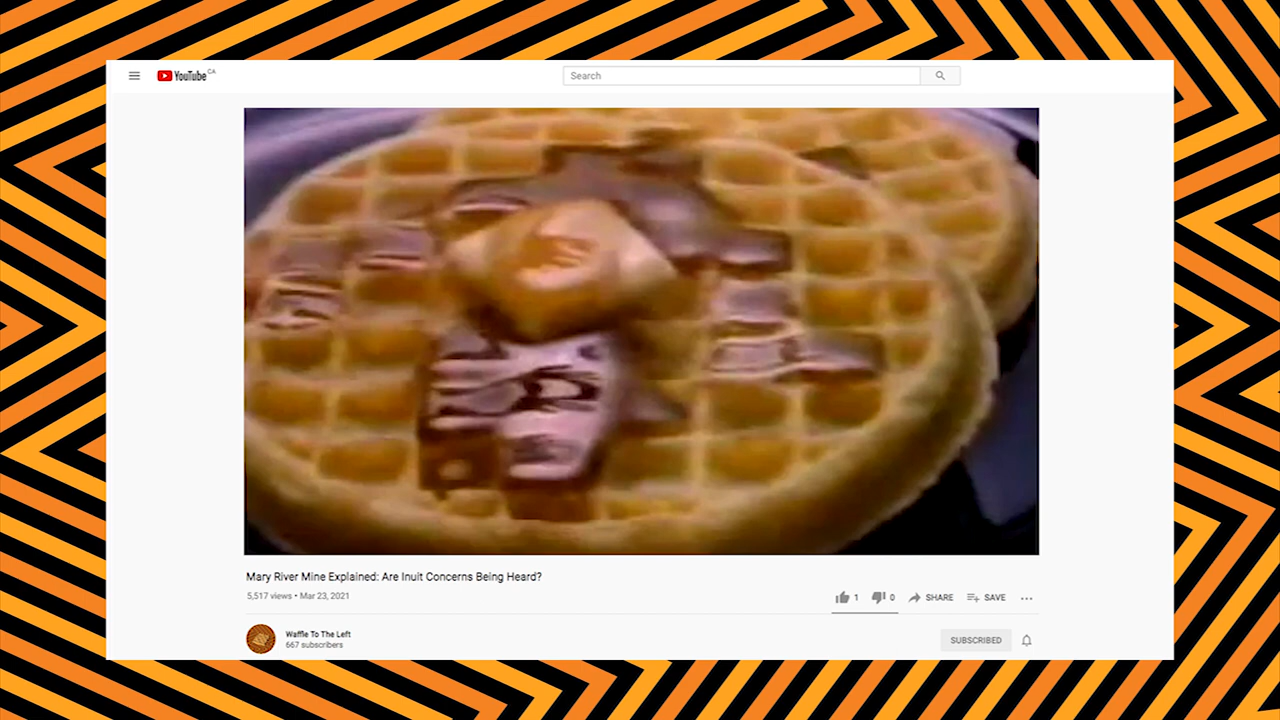 YouTube CA
Search
Mary River Mine Explained: Are Inuit Concerns Being Heard?
5,517 views • Mar 23, 2021
1
0
SHARE
SAVE
Waffle To The Left
667 subscribers
SUBSCRIBED